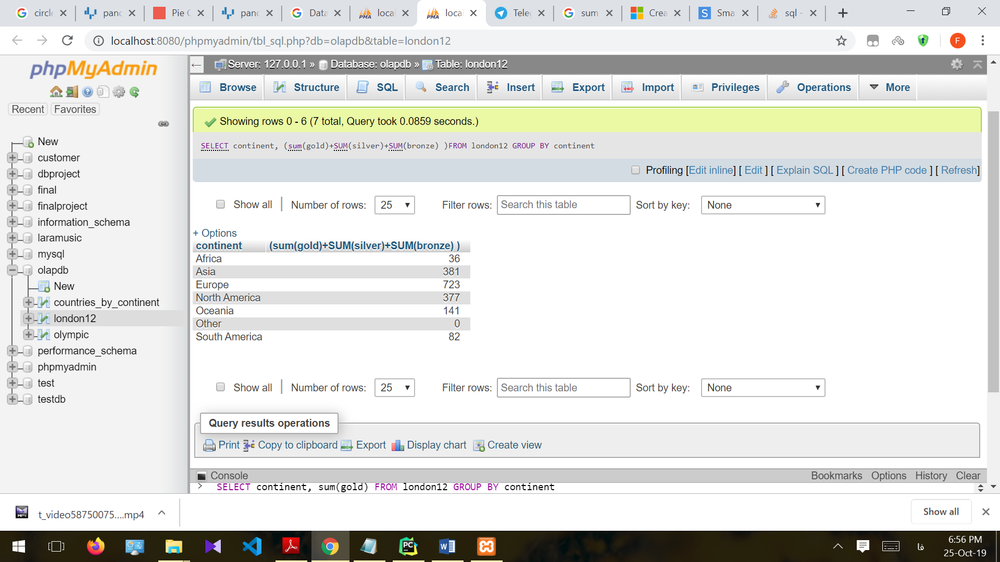 circle
pand
Pie C
pand
Data
local
local
Tele
sum
Crea
Sma
sql -
localhost:8080/phpmyadmin/tbl_sql.php?db=olapdb&table=london12
F
phpMyAdmin
Recent Favorites
New
customer
dbproject
final
finalproject
information_schema
laramusic
mysql
olapdb
New
countries_by_continent
london12
olympic
performance_schema
phpmyadmin
test
testdb
Server: 127.0.0.1 » Database: olapdb » Table: london12
Browse Structure SQL Search Insert Export Import Privileges Operations More
Showing rows 0 - 6 (7 total, Query took 0.0859 seconds.)
SELECT continent, (sum(gold)+SUM(silver)+SUM(bronze) )FROM london12 GROUP BY continent
Profiling [Edit inline] [ Edit ] [ Explain SQL ] [ Create PHP code ] [ Refresh]
Show all Number of rows: 25 Filter rows: Search this table Sort by key: None
+ Options
continent (sum(gold)+SUM(silver)+SUM(bronze) )
Africa 36
Asia 381
Europe 723
North America 377
Oceania 141
Other 0
South America 82
Show all Number of rows: 25 Filter rows: Search this table Sort by key: None
Query results operations
Print Copy to clipboard Export Display chart Create view
Console Bookmarks Options History Clear
> SELECT continent, sum(gold) FROM london12 GROUP BY continent
t_video58750075....mp4
Show all
فا
6:56 PM
25-Oct-19